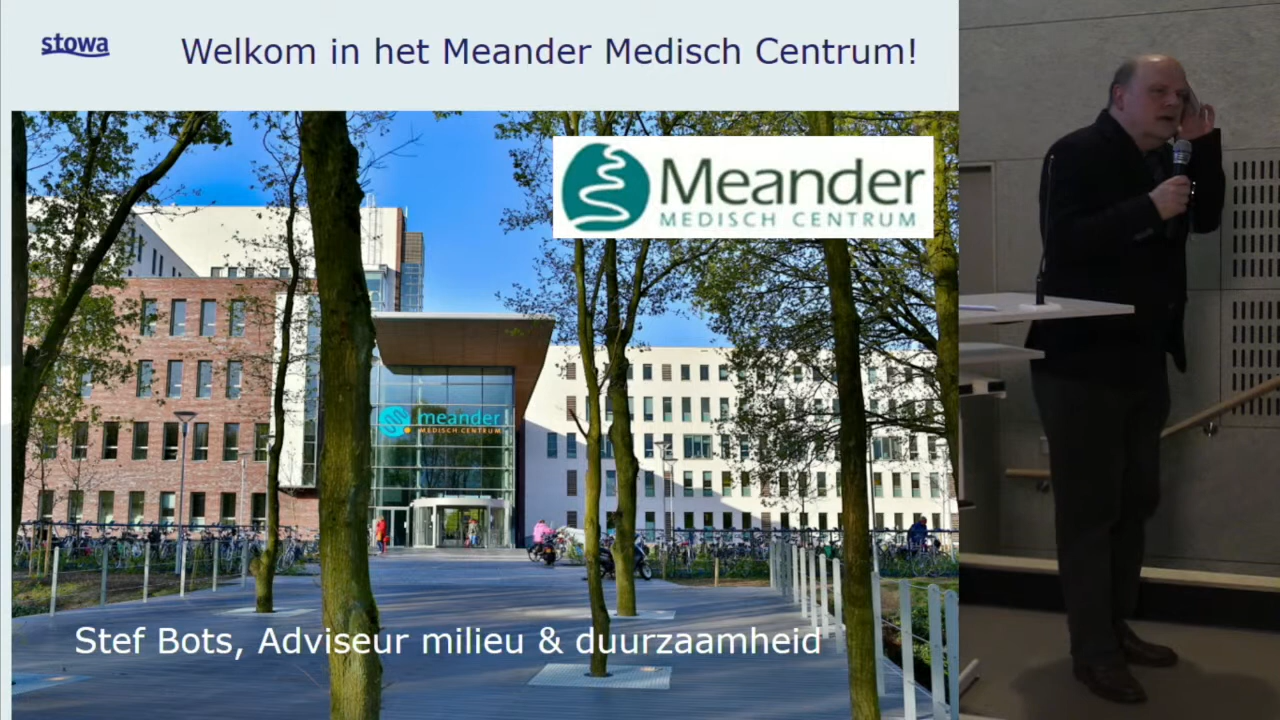 stowa
Welkom in het Meander Medisch Centrum!
Meander
MEDISCH CENTRUM
meander
MEDISCH CENTRUM
Stef Bots, Adviseur milieu & duurzaamheid